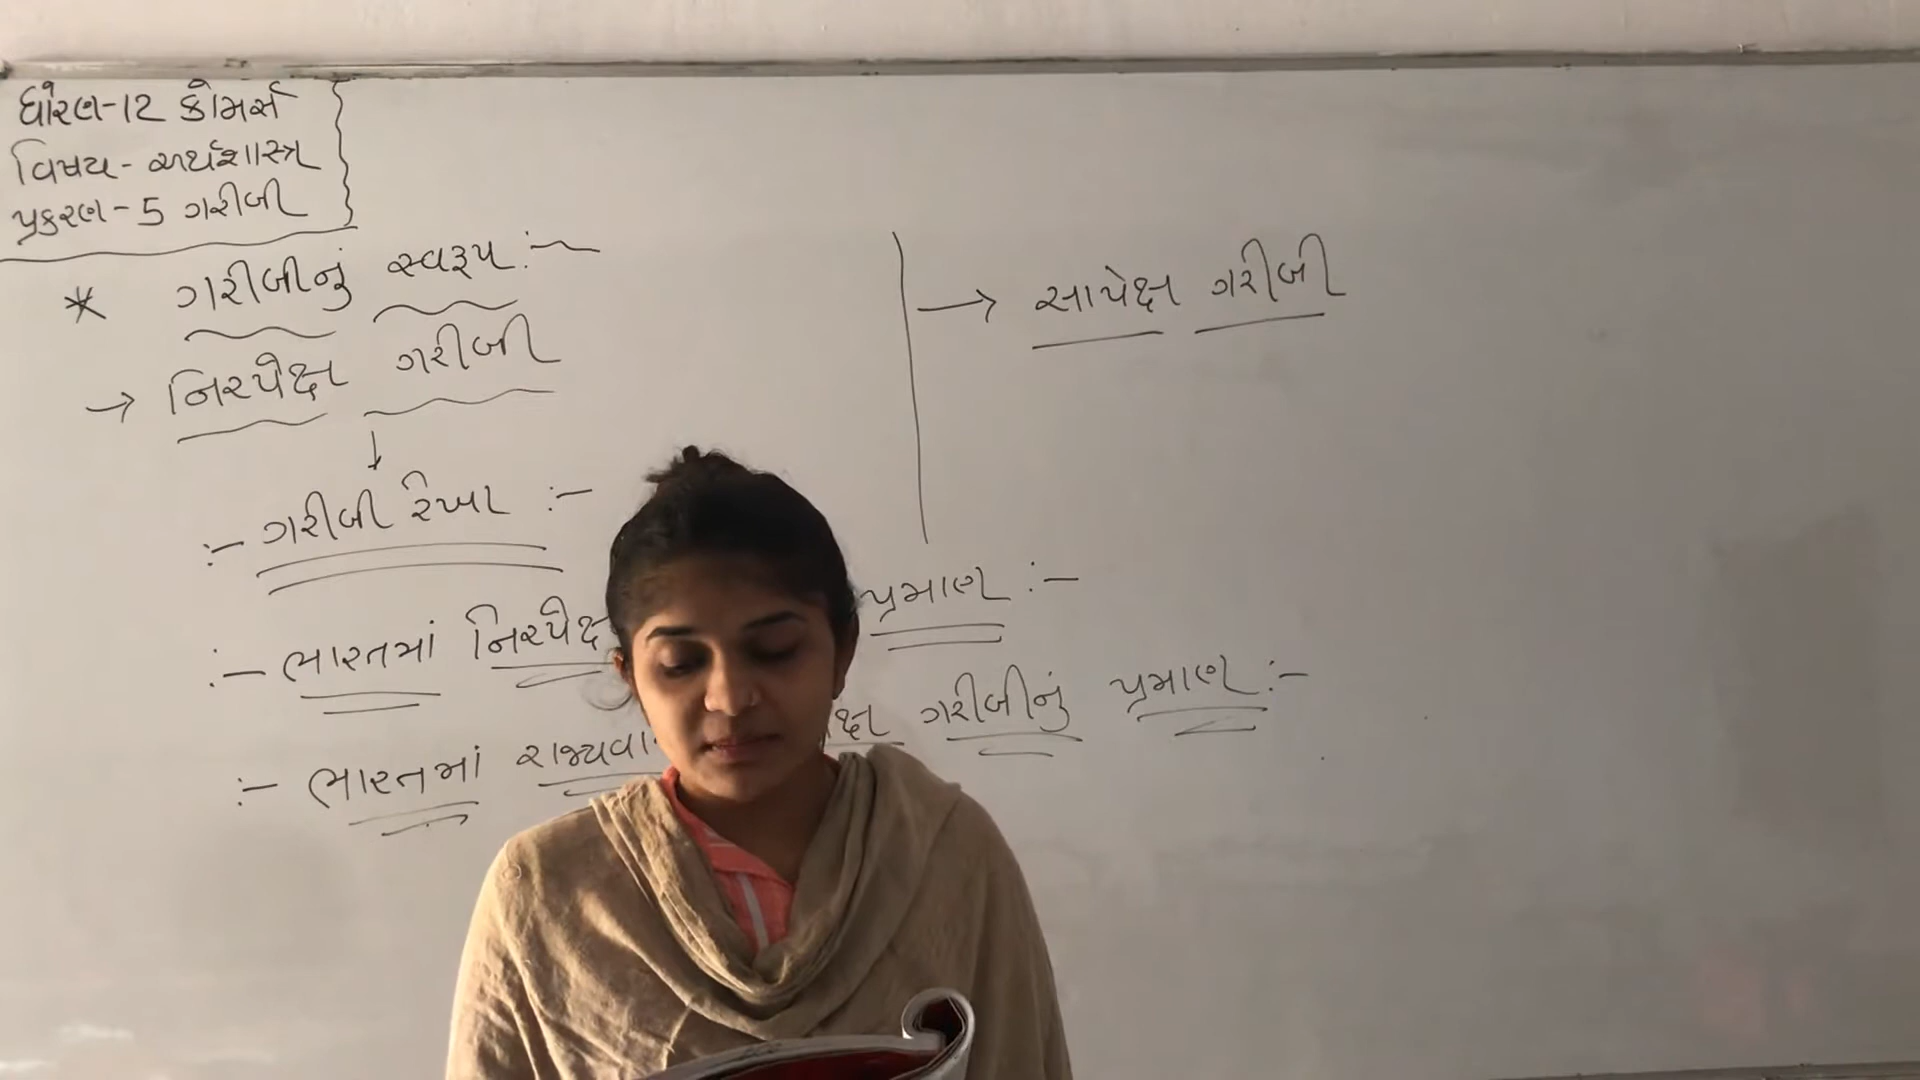 ધોરણ-12 કોમર્સ
વિષય - અર્થશાસ્ત્ર
પ્રકરણ - 5 ગરીબી
* ગરીબીનું સ્વરૂપ :-
→ નિરપેક્ષ ગરીબી
→ સાપેક્ષ ગરીબી
:- ગરીબી રેખા :-
:- ભારતમાં નિરપેક્ષ પ્રમાણ :-
:- ભારતમાં ગરીબીનું પ્રમાણ :-